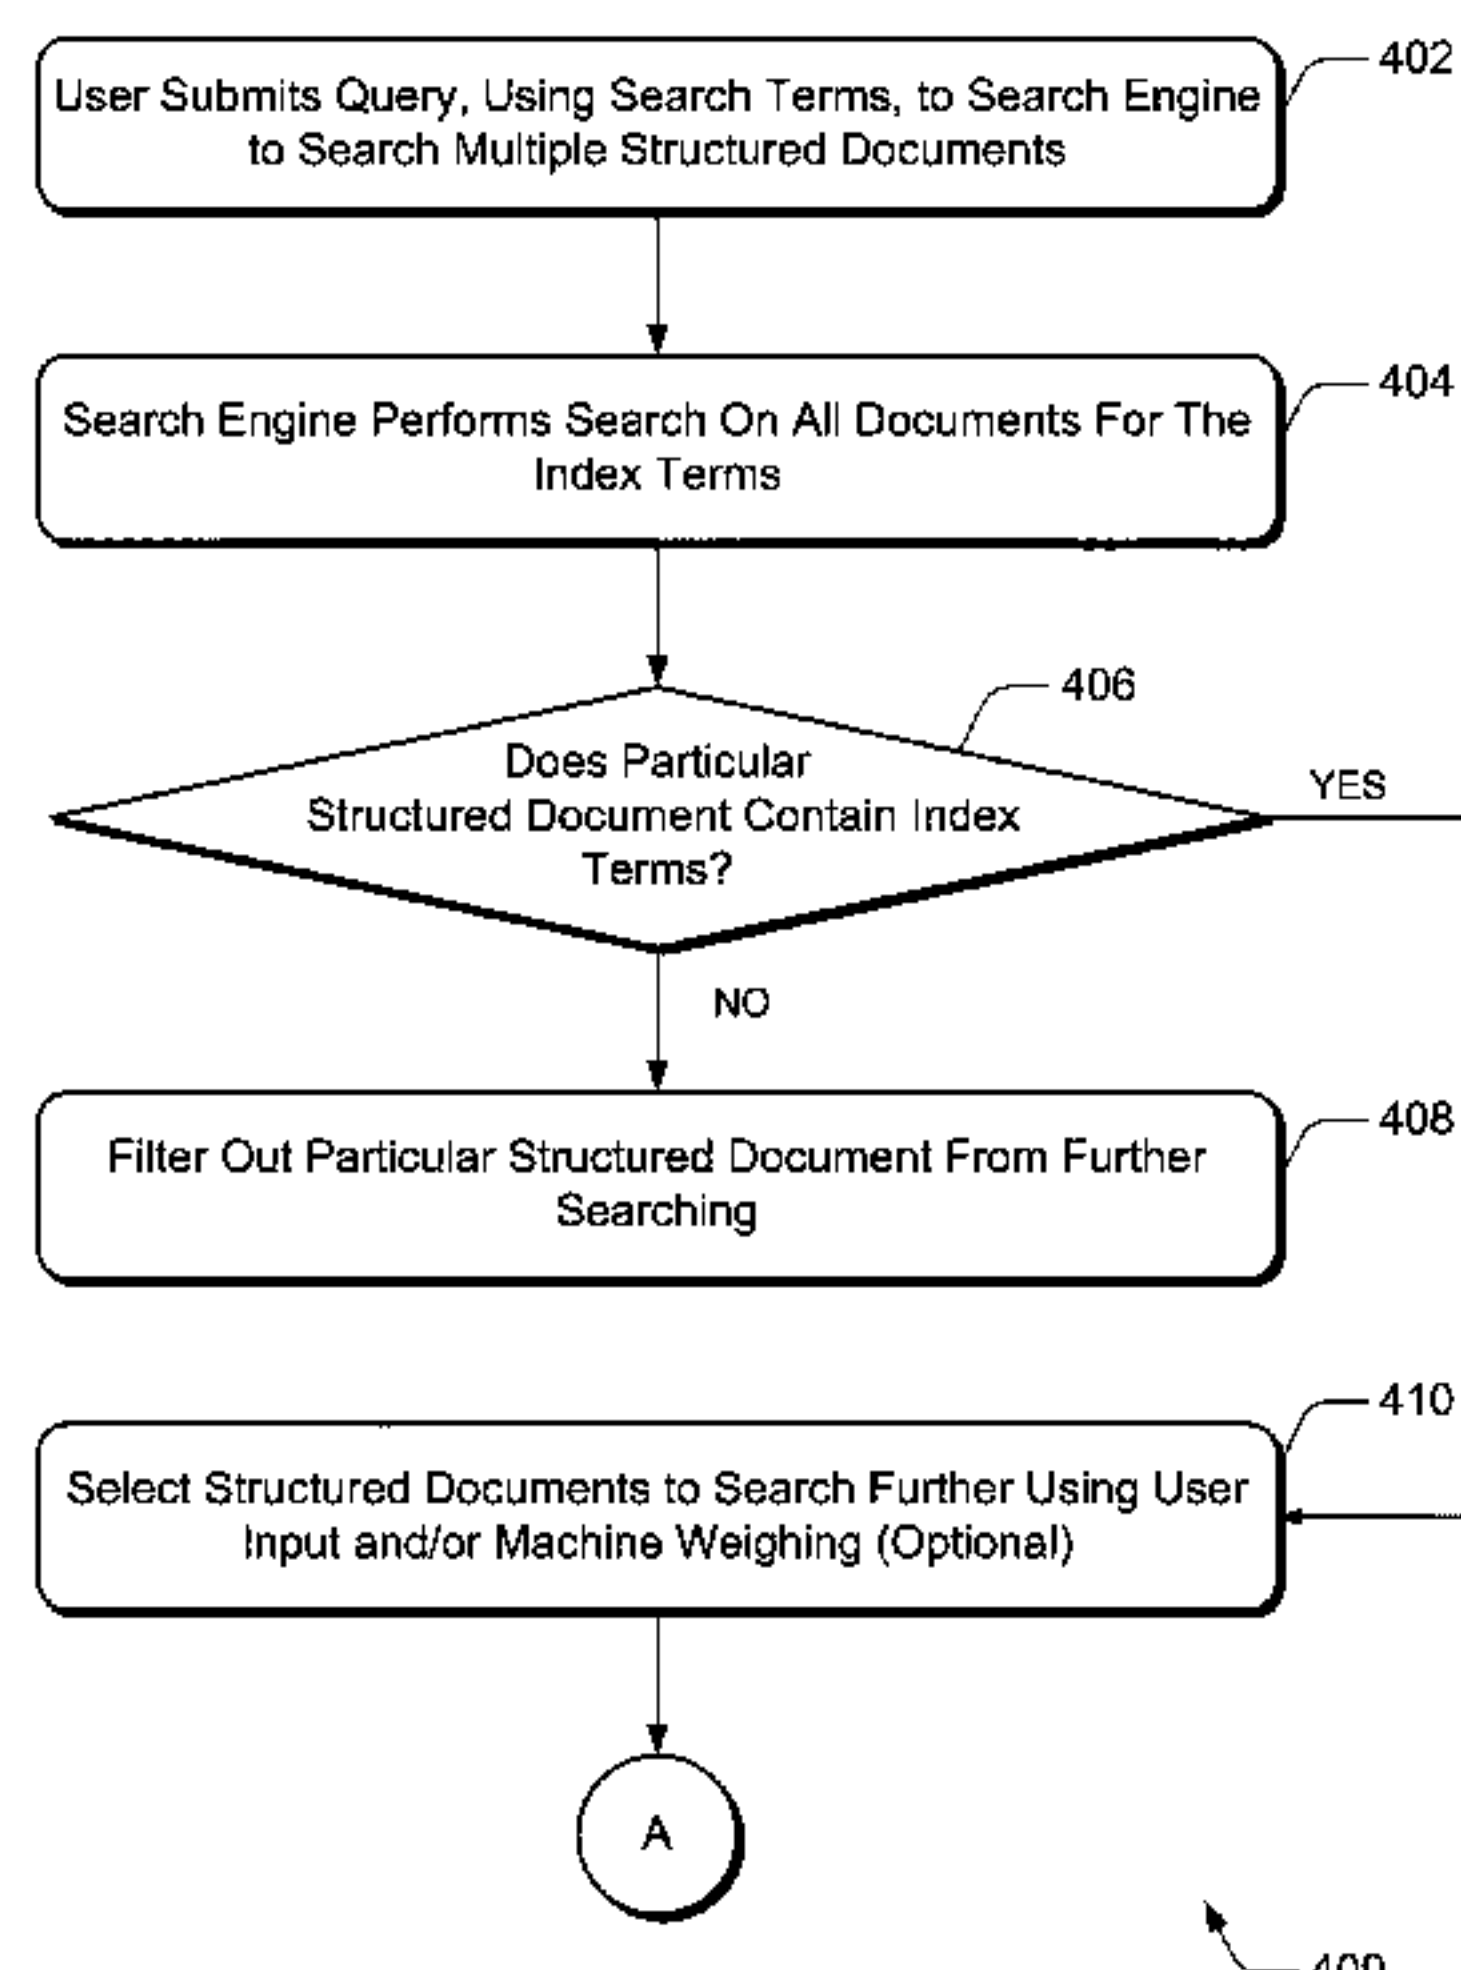 402
User Submits Query, Using Search Terms, to Search Engine
to Search Multiple Structured Documents
404
Search Engine Performs Search On All Documents For The
Index Terms
406
Does Particular
Structured Document Contain Index
Terms?
YES
NO
408
Filter Out Particular Structured Document From Further
Searching
410
Select Structured Documents to Search Further Using User
Input and/or Machine Weighing (Optional)
A